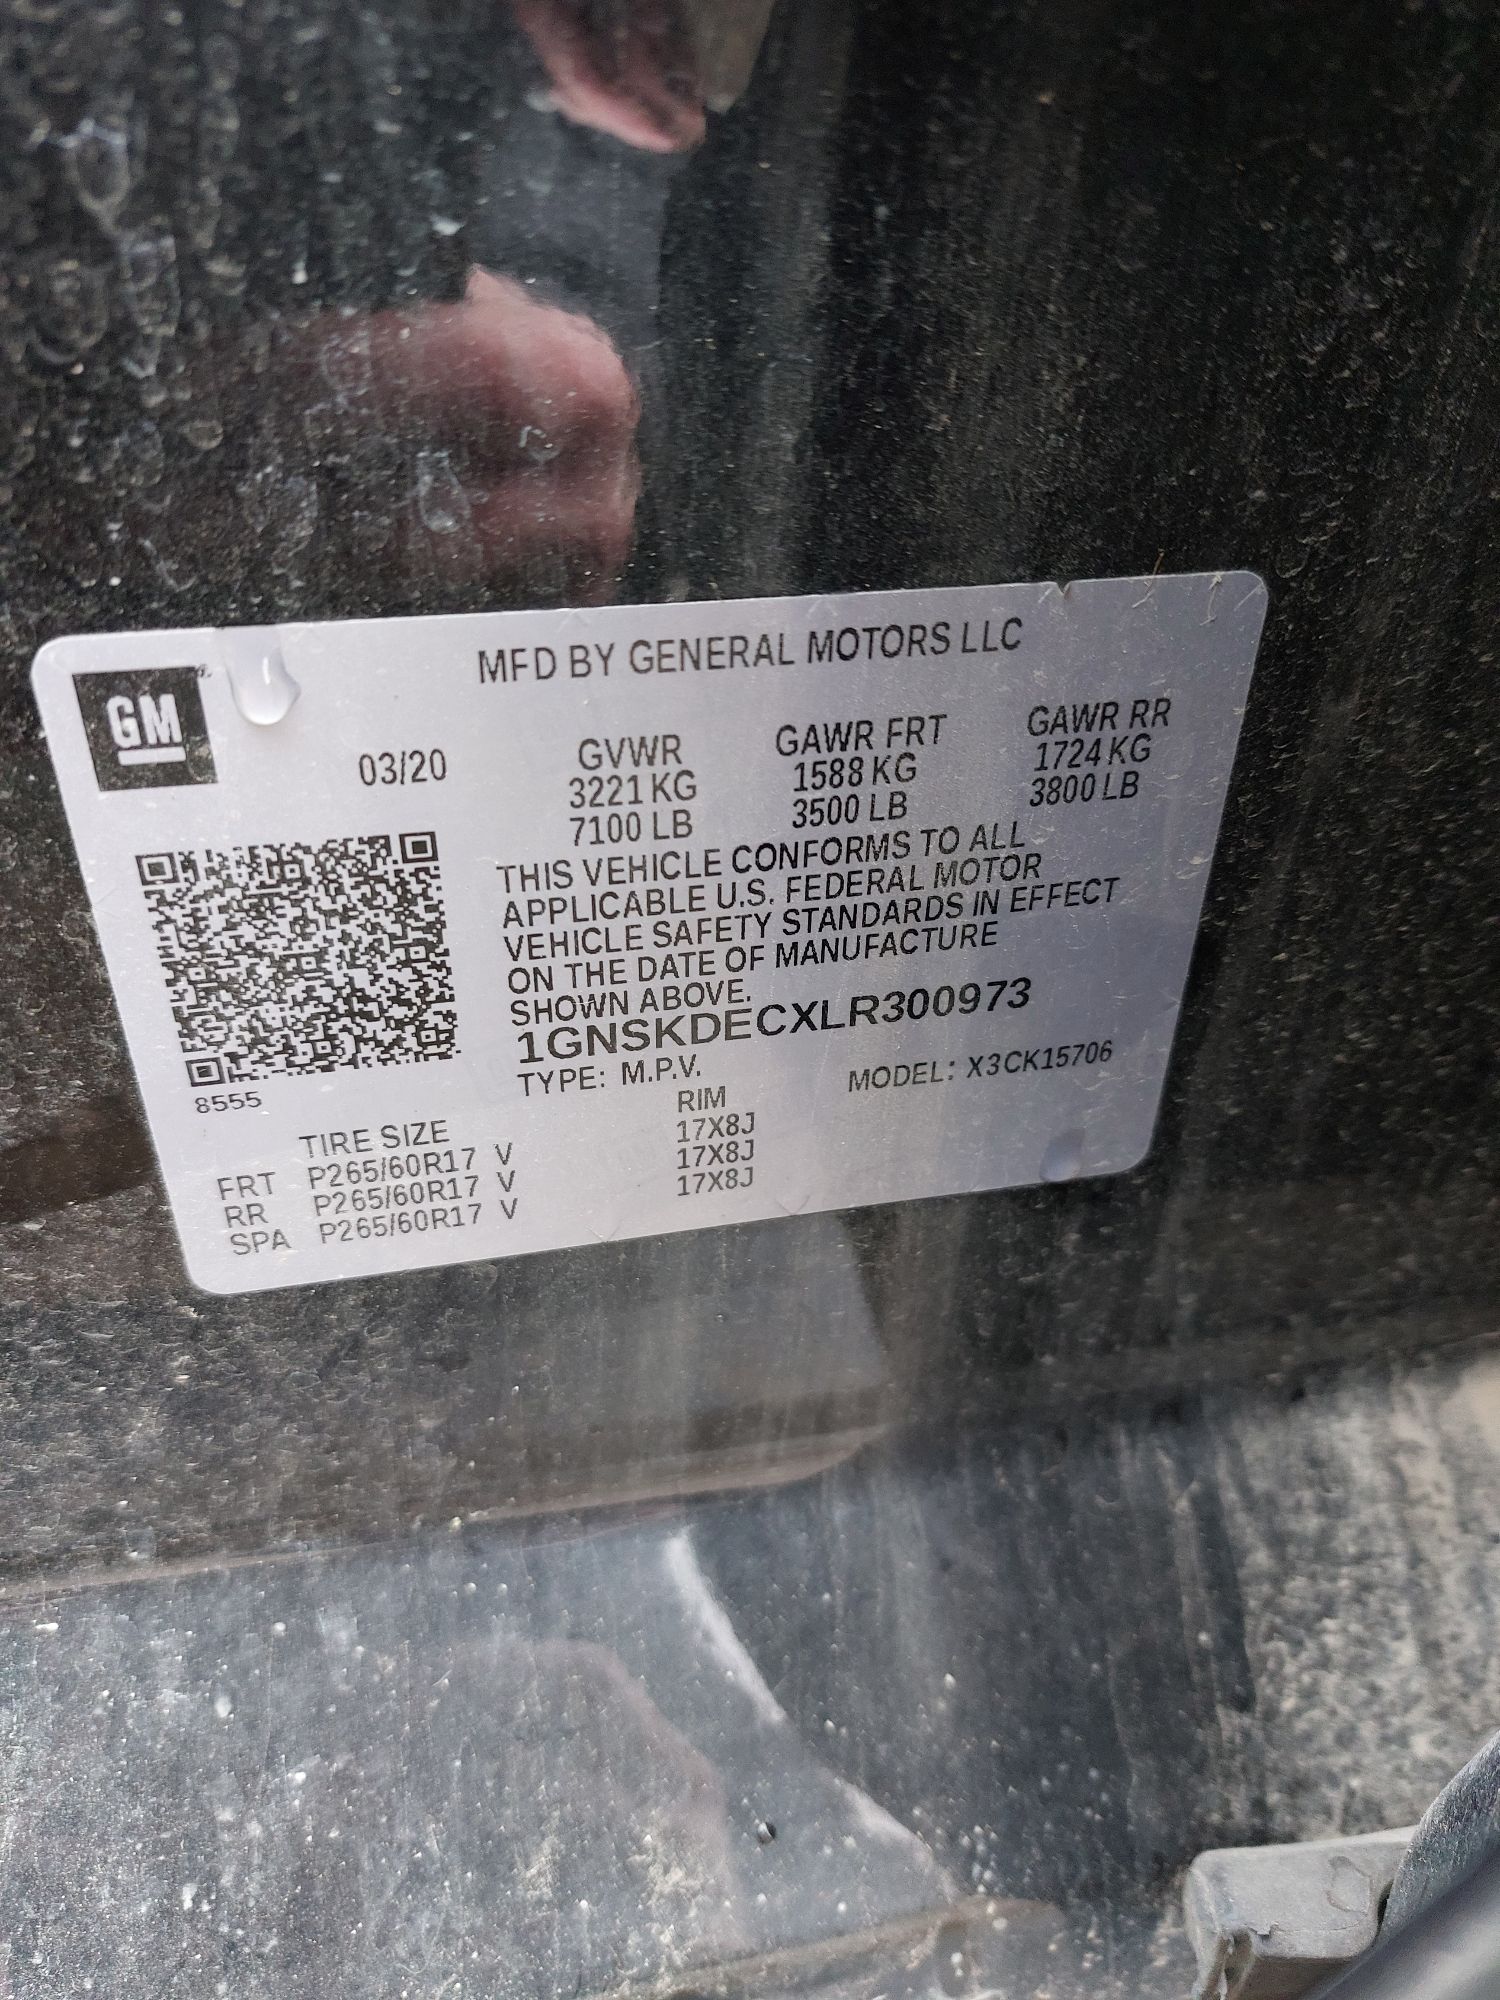 MFD BY GENERAL MOTORS LLC
GM
03/20
GVWR GAWR FRT GAWR RR
3221 KG 1588 KG 1724 KG
7100 LB 3500 LB 3800 LB
THIS VEHICLE CONFORMS TO ALL
APPLICABLE U.S. FEDERAL MOTOR
VEHICLE SAFETY STANDARDS IN EFFECT
ON THE DATE OF MANUFACTURE
SHOWN ABOVE.
1GNSKDECXLR300973
TYPE: M.P.V. MODEL: X3CK15706
8555
TIRE SIZE RIM
FRT P265/60R17 V 17X8J
RR P265/60R17 V 17X8J
SPA P265/60R17 V 17X8J